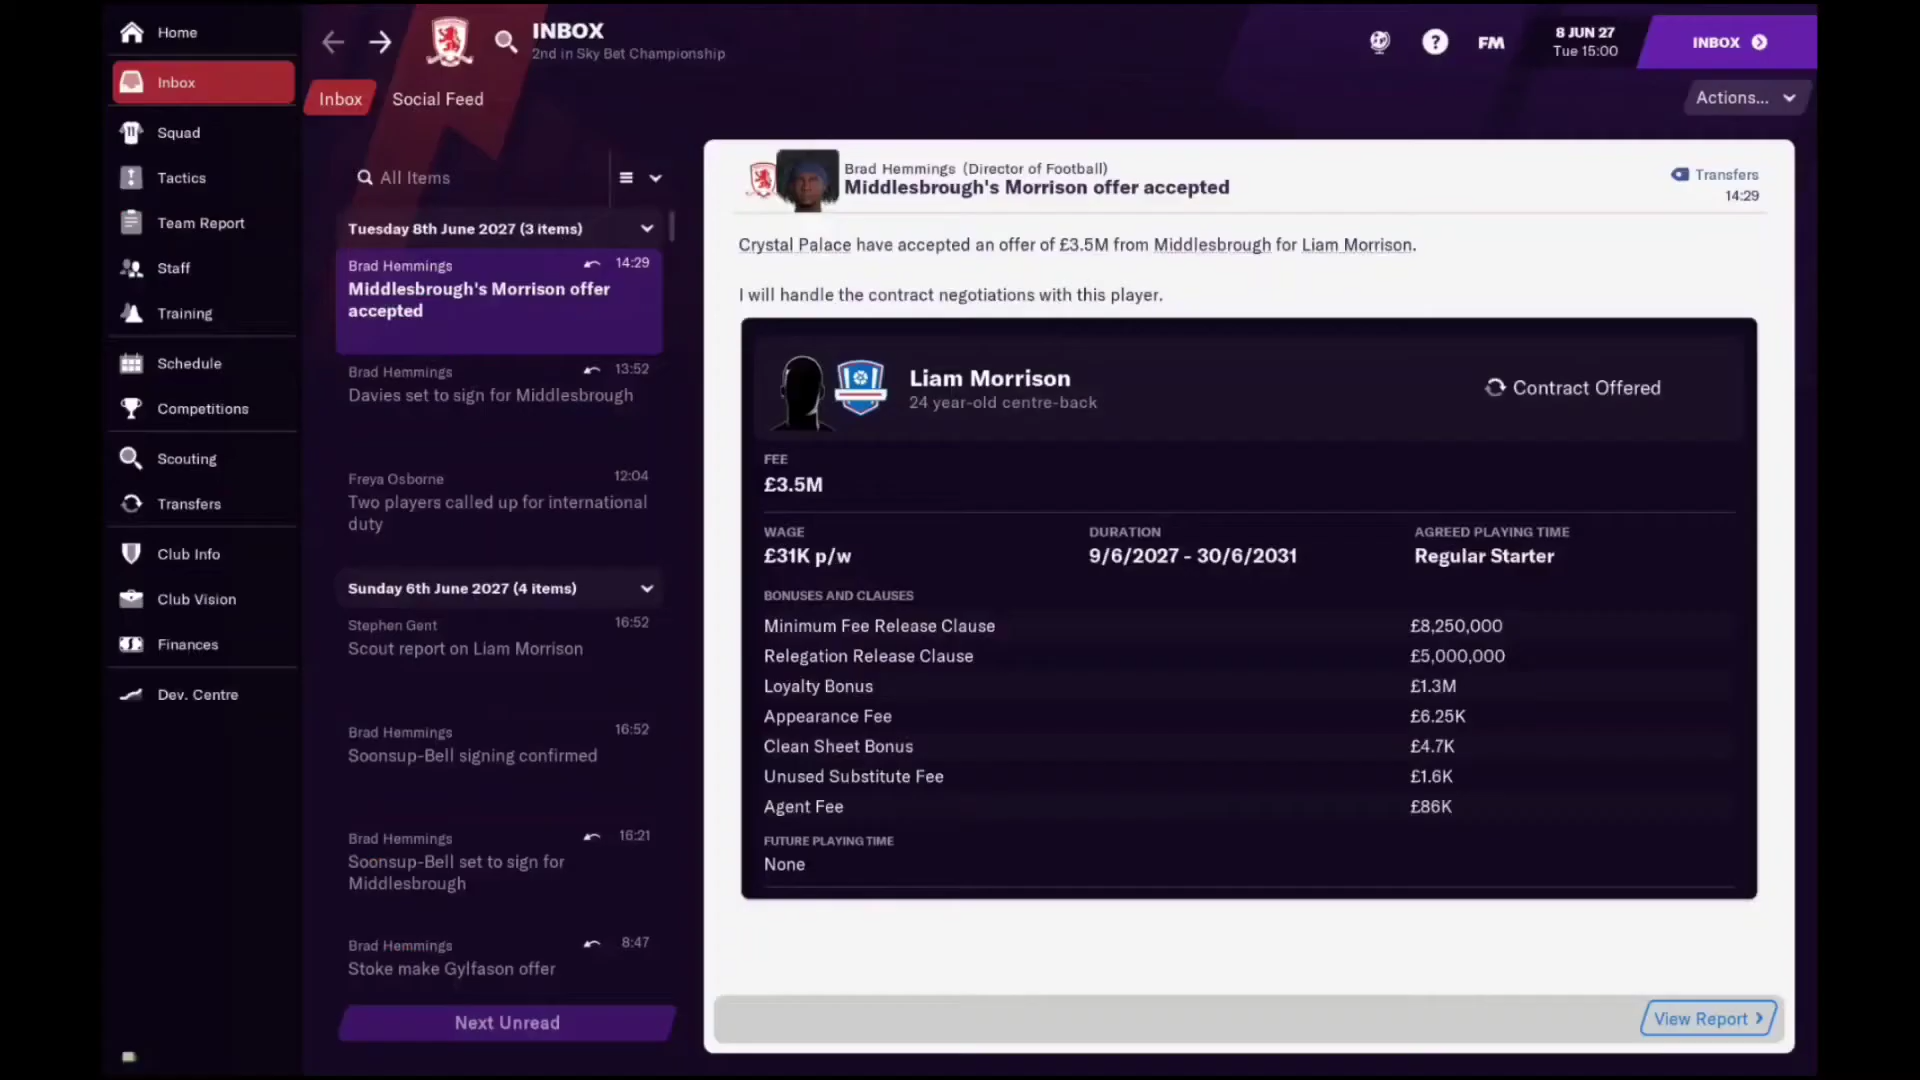 Home
Inbox
Squad
Tactics
Team Report
Staff
Training
Schedule
Competitions
Scouting
Transfers
Club Info
Club Vision
Finances
Dev. Centre
INBOX
2nd in Sky Bet Championship
?
FM
8 JUN 27
Tue 15:00
INBOX
Inbox
Social Feed
Actions...
All Items
Tuesday 8th June 2027 (3 items)
Brad Hemmings 14:29
Middlesbrough's Morrison offer
accepted
Brad Hemmings 13:52
Davies set to sign for Middlesbrough
Freya Osborne 12:04
Two players called up for international
duty
Sunday 6th June 2027 (4 items)
Stephen Gent 16:52
Scout report on Liam Morrison
Brad Hemmings 16:52
Soonsup-Bell signing confirmed
Brad Hemmings 16:21
Soonsup-Bell set to sign for
Middlesbrough
Brad Hemmings 8:47
Stoke make Gylfason offer
Next Unread
Brad Hemmings (Director of Football)
Middlesbrough's Morrison offer accepted
Transfers
14:29
Crystal Palace have accepted an offer of £3.5M from Middlesbrough for Liam Morrison.
I will handle the contract negotiations with this player.
Liam Morrison
24 year-old centre-back
Contract Offered
FEE
£3.5M
WAGE DURATION AGREED PLAYING TIME
£31K p/w 9/6/2027 - 30/6/2031 Regular Starter
BONUSES AND CLAUSES
Minimum Fee Release Clause £8,250,000
Relegation Release Clause £5,000,000
Loyalty Bonus £1.3M
Appearance Fee £6.25K
Clean Sheet Bonus £4.7K
Unused Substitute Fee £1.6K
Agent Fee £86K
FUTURE PLAYING TIME
None
View Report